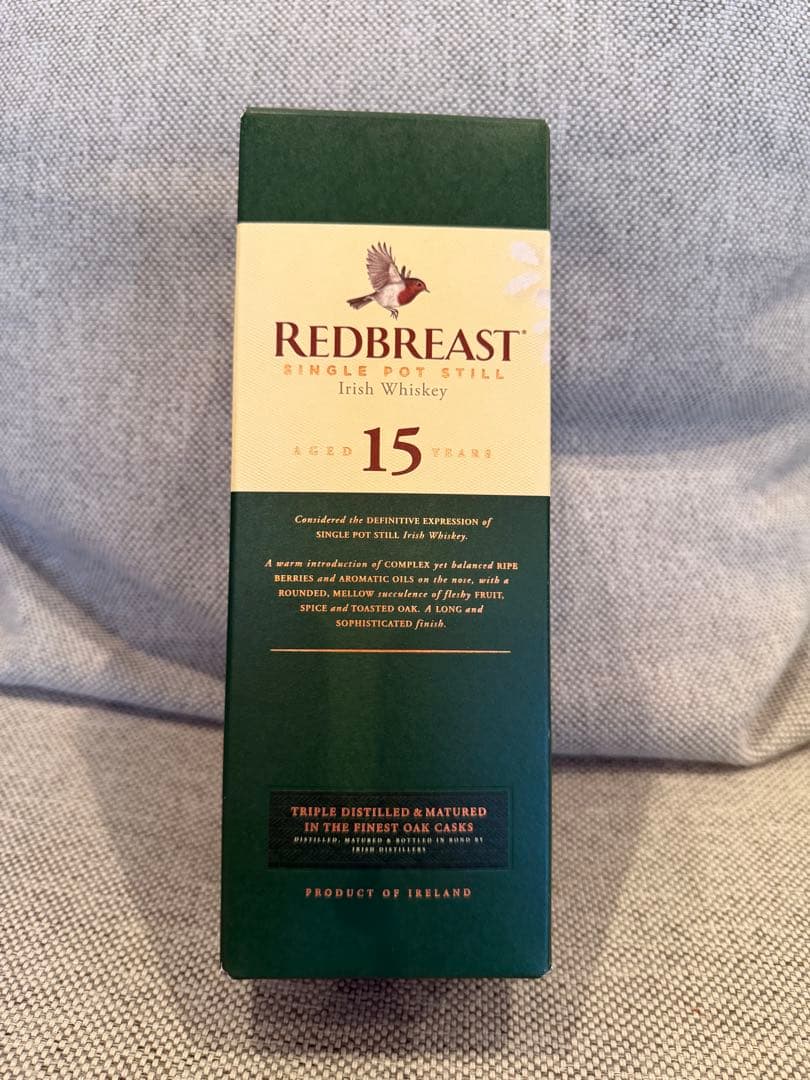 REDBREAST®
SINGLE POT STILL
Irish Whiskey
AGED 15 YEARS
Considered the DEFINITIVE EXPRESSION of
SINGLE POT STILL Irish Whiskey.
A warm introduction of COMPLEX yet balanced RIPE
BERRIES and AROMATIC OILS on the nose, with a
ROUNDED, MELLOW succulence of fleshy FRUIT,
SPICE and TOASTED OAK. A LONG and
SOPHISTICATED finish.
TRIPLE DISTILLED & MATURED
IN THE FINEST OAK CASKS
DISTILLED, MATURED & BOTTLED IN BOND BY
IRISH DISTILLERS
PRODUCT OF IRELAND